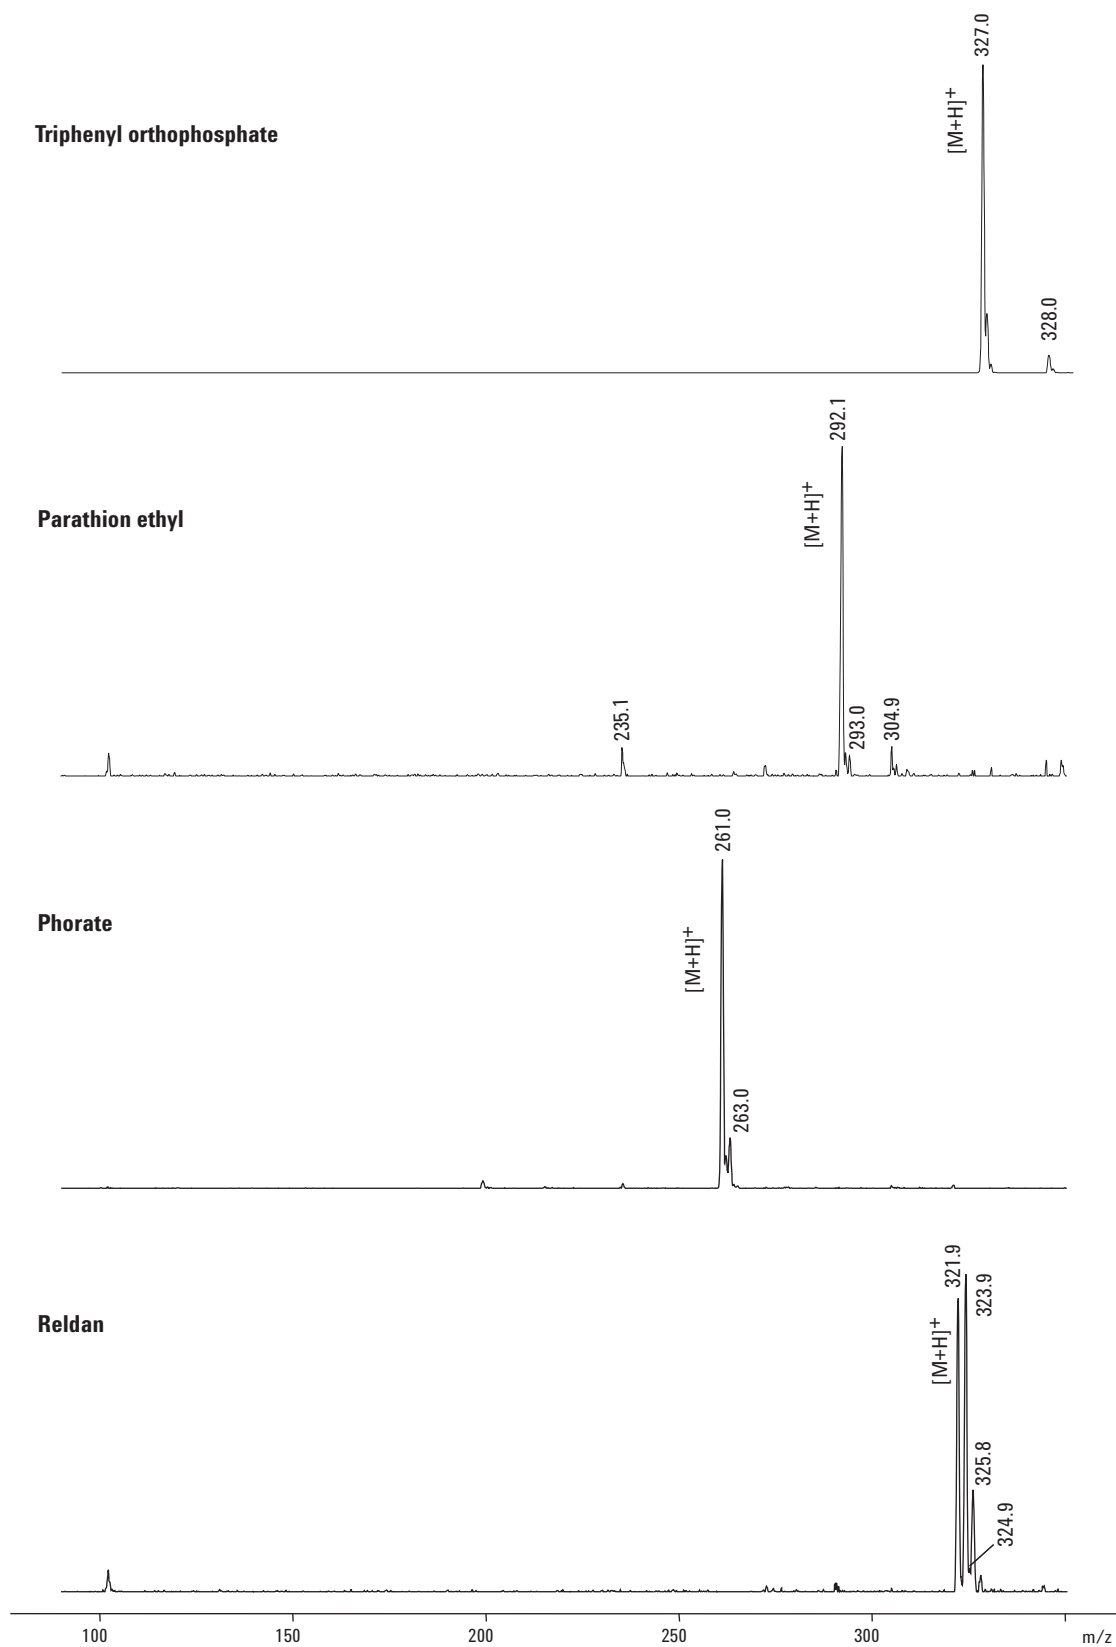 327.0
[M+H]+
Triphenyl orthophosphate
328.0
292.1
[M+H]+
Parathion ethyl
235.1
293.0
304.9
261.0
[M+H]+
Phorate
263.0
321.9
323.9
[M+H]+
Reldan
325.8
324.9
100 150 200 250 300 m/z